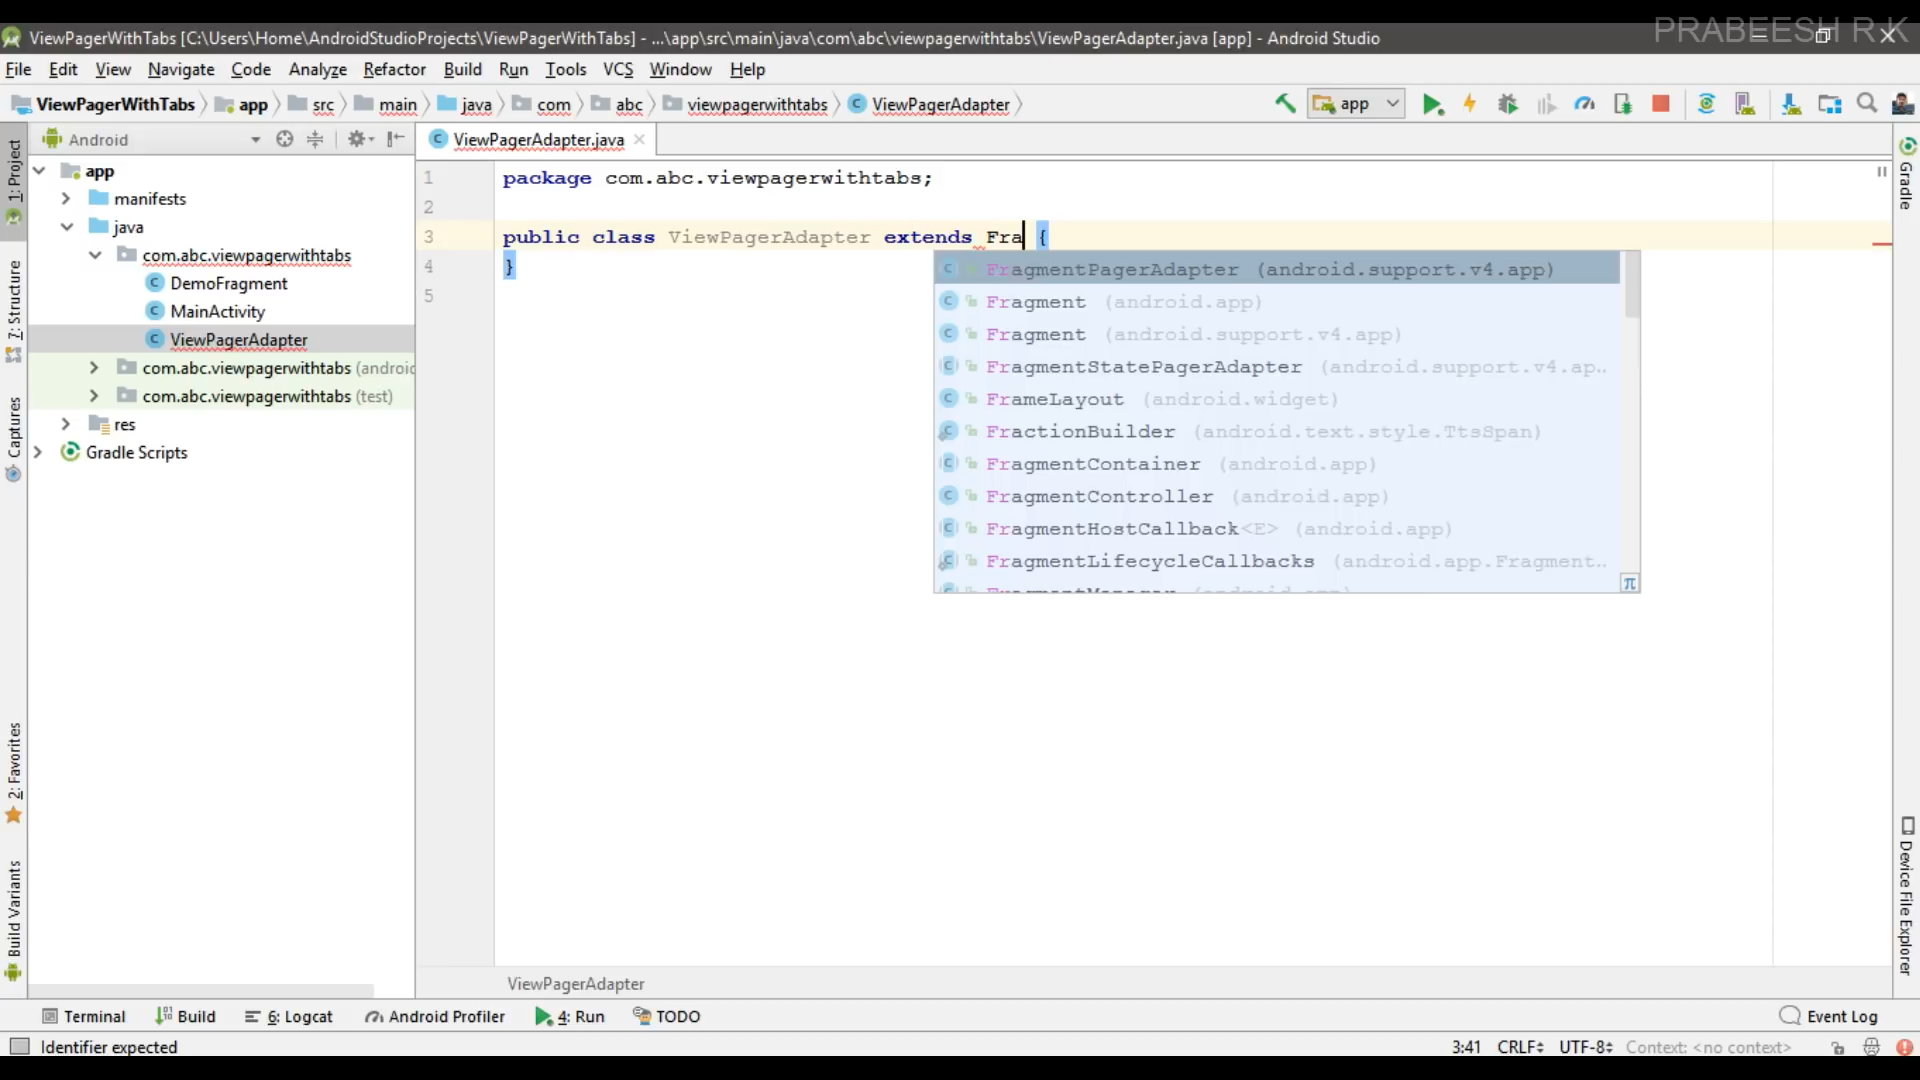 PRABEESH R.K
ViewPagerWithTabs [C:\Users\Home\AndroidStudioProjects\ViewPagerWithTabs] - ...\app\src\main\java\com\abc\viewpagerwithtabs\ViewPagerAdapter.java [app] - Android Studio
File Edit View Navigate Code Analyze Refactor Build Run Tools VCS Window Help
ViewPagerWithTabs app src main java com abc viewpagerwithtabs ViewPagerAdapter app
Android ViewPagerAdapter.java
1: Project
7: Structure
Captures
2: Favorites
Build Variants
app
manifests
java
com.abc.viewpagerwithtabs
DemoFragment
MainActivity
ViewPagerAdapter
com.abc.viewpagerwithtabs (androic
com.abc.viewpagerwithtabs (test)
res
Gradle Scripts
1 package com.abc.viewpagerwithtabs;
2
3 public class ViewPagerAdapter extends Fra {
4 }
5
FragmentPagerAdapter (android.support.v4.app)
Fragment (android.app)
Fragment (android.support.v4.app)
FragmentStatePagerAdapter (android.support.v4.ap..
FrameLayout (android.widget)
FractionBuilder (android.text.style.TtsSpan)
FragmentContainer (android.app)
FragmentController (android.app)
FragmentHostCallback<E> (android.app)
FragmentLifecycleCallbacks (android.app.Fragment..
FragmentManager (android.app)
π
Gradle
Device File Explorer
ViewPagerAdapter
Terminal Build 6: Logcat Android Profiler 4: Run TODO Event Log
Identifier expected 3:41 CRLF UTF-8 Context: <no context>